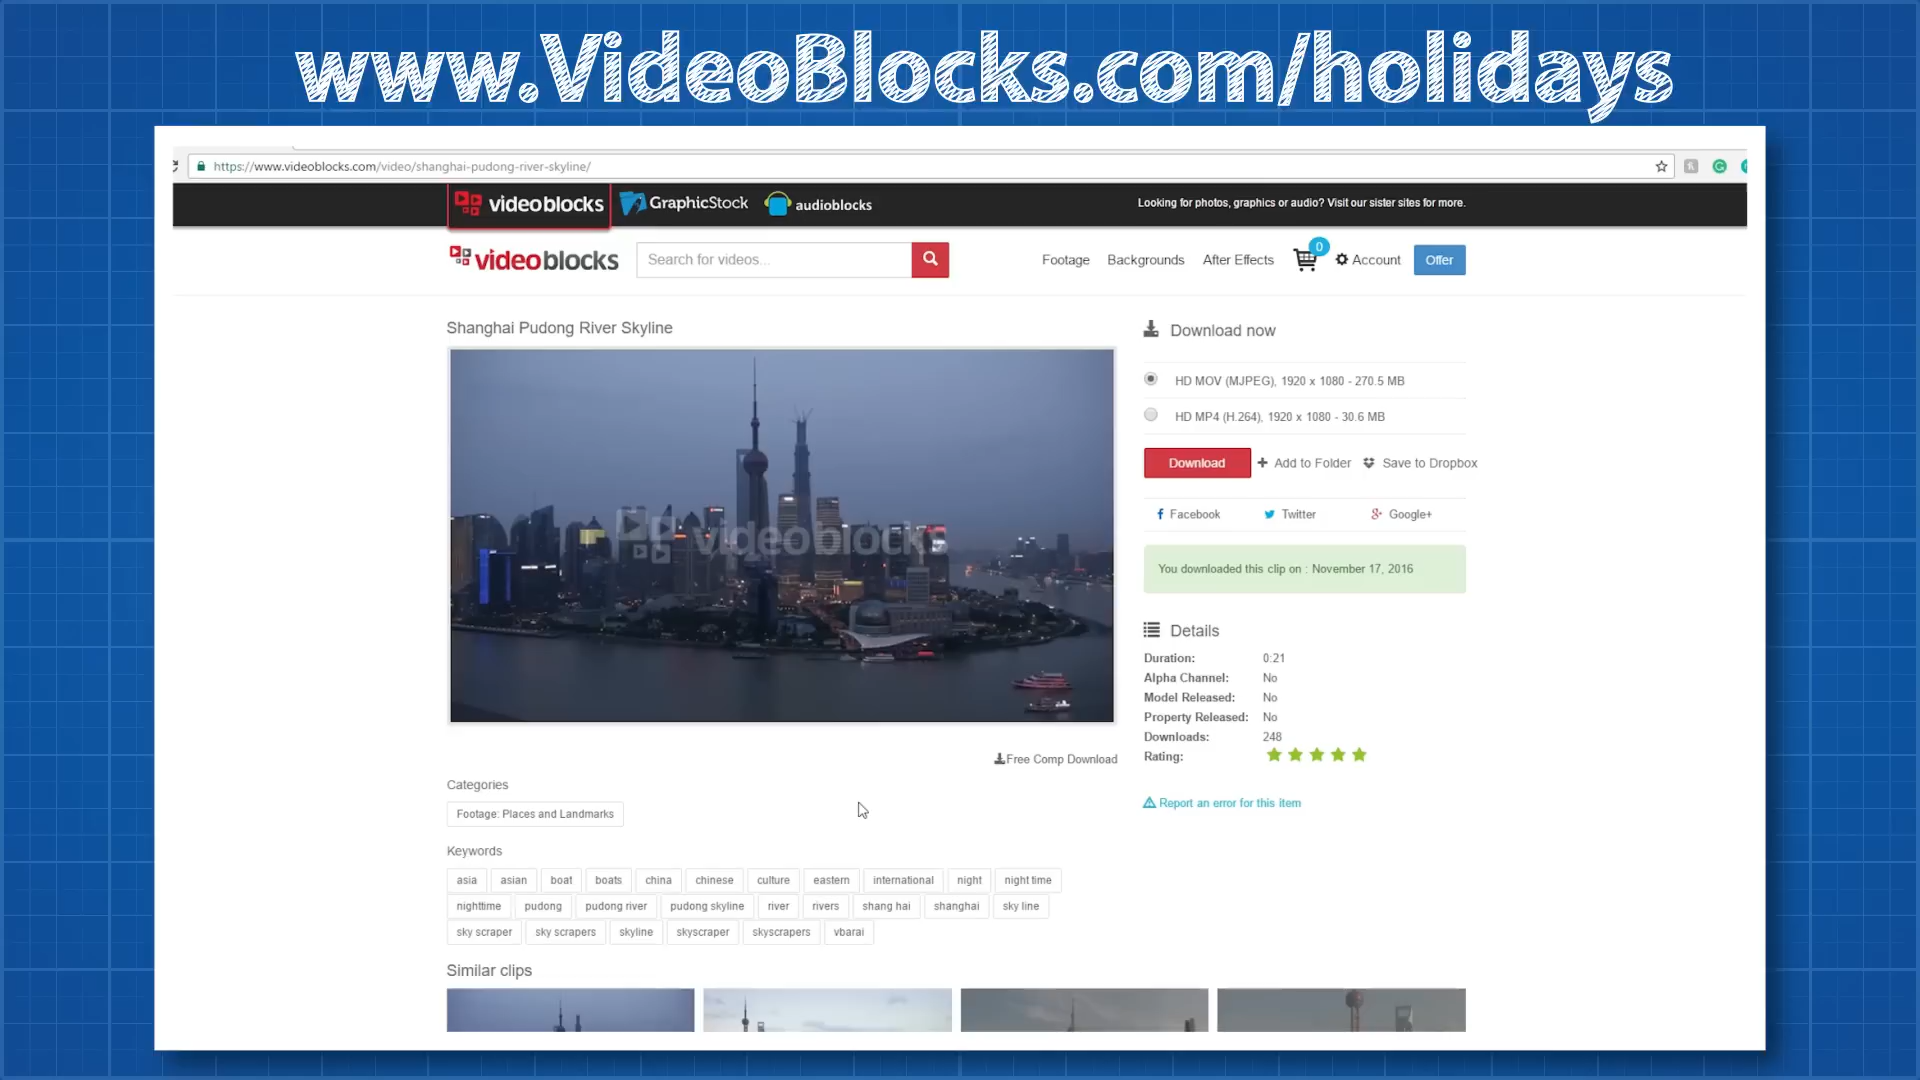 www.VideoBlocks.com/holidays
https://www.videoblocks.com/video/shanghai-pudong-river-skyline/
videoblocks GraphicStock audioblocks Looking for photos, graphics or audio? Visit our sister sites for more.
videoblocks Search for videos... Footage Backgrounds After Effects 0 Account Offer
Shanghai Pudong River Skyline
videoblocks
Free Comp Download
Categories
Footage: Places and Landmarks
Keywords
asia asian boat boats china chinese culture eastern international night night time
nighttime pudong pudong river pudong skyline river rivers shang hai shanghai sky line
sky scraper sky scrapers skyline skyscraper skyscrapers vbarai
Similar clips
Download now
HD MOV (MJPEG), 1920 x 1080 - 270.5 MB
HD MP4 (H.264), 1920 x 1080 - 30.6 MB
Download Add to Folder Save to Dropbox
Facebook Twitter Google+
You downloaded this clip on : November 17, 2016
Details
Duration: 0:21
Alpha Channel: No
Model Released: No
Property Released: No
Downloads: 248
Rating:
Report an error for this item